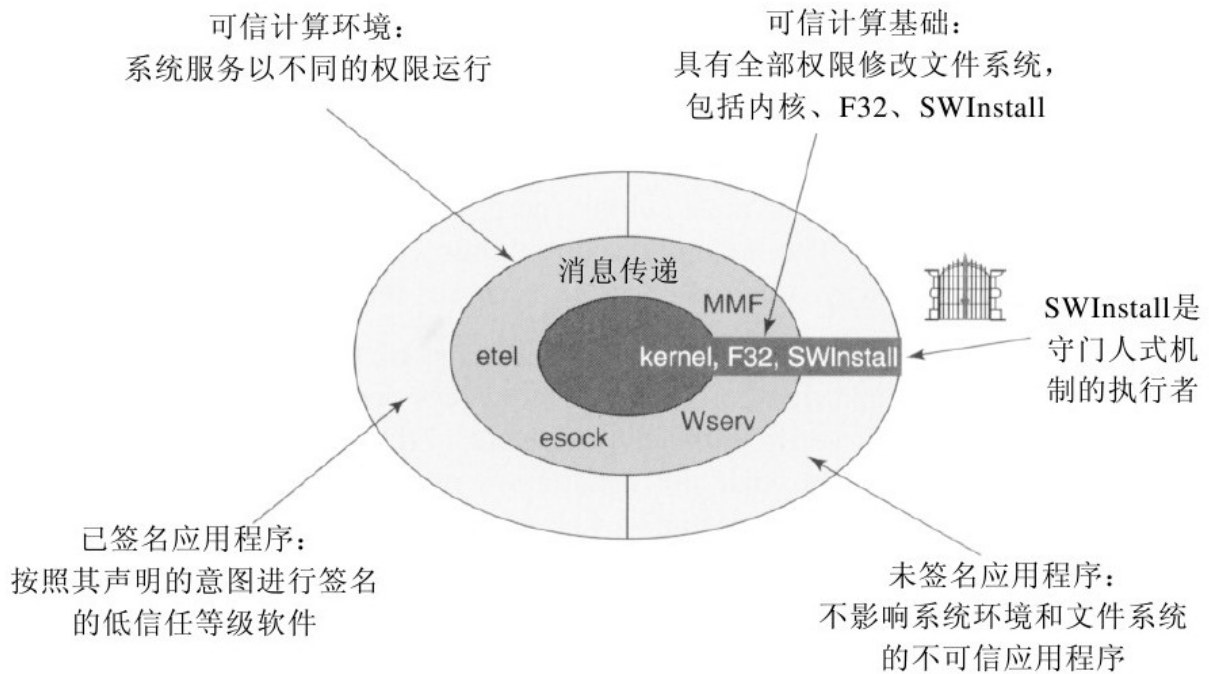 可信计算环境：
系统服务以不同的权限运行
可信计算基础：
具有全部权限修改文件系统，
包括内核、F32、SWInstall
消息传递
MMF
etel
kernel, F32, SWInstall
Wserv
esock
SWInstall是
守门人式机
制的执行者
已签名应用程序：
按照其声明的意图进行签名
的低信任等级软件
未签名应用程序：
不影响系统环境和文件系统
的不可信应用程序